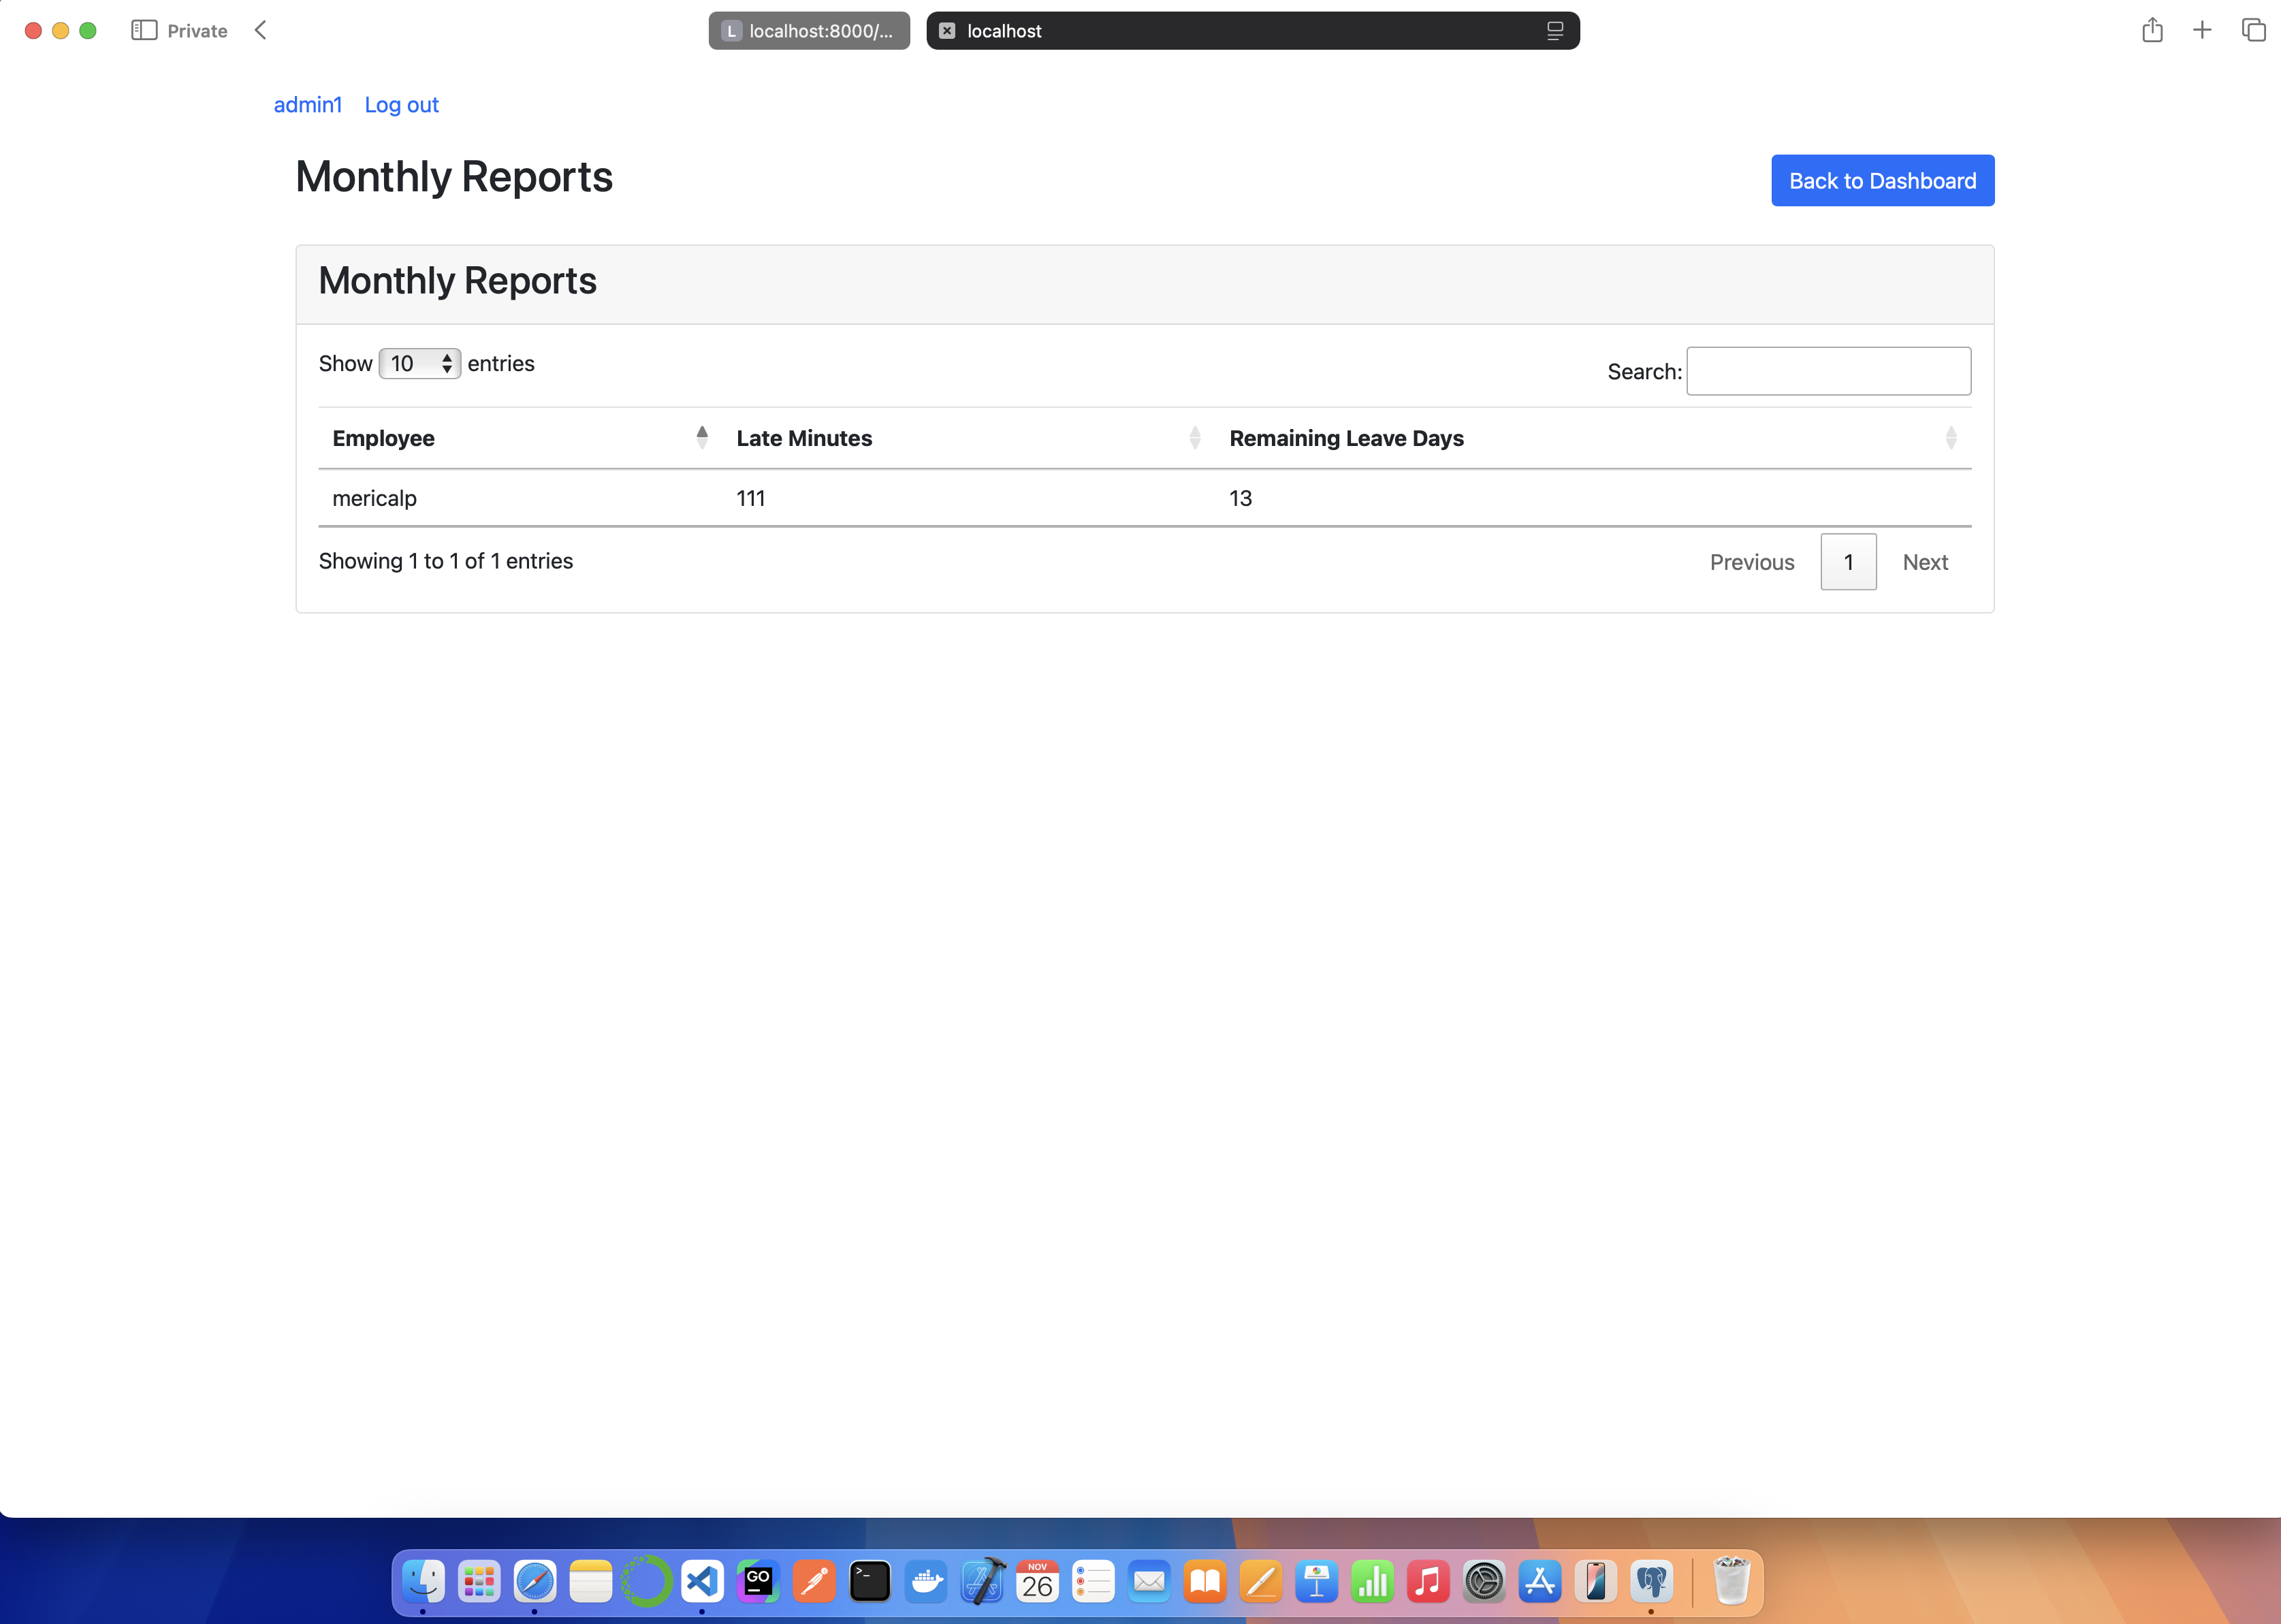 Private
L localhost:8000/...
localhost
admin1 Log out
Monthly Reports
Back to Dashboard
Monthly Reports
Show 10 entries
Search:
Employee Late Minutes Remaining Leave Days
mericalp 111 13
Showing 1 to 1 of 1 entries
Previous 1 Next
GO
>_
NOV
26